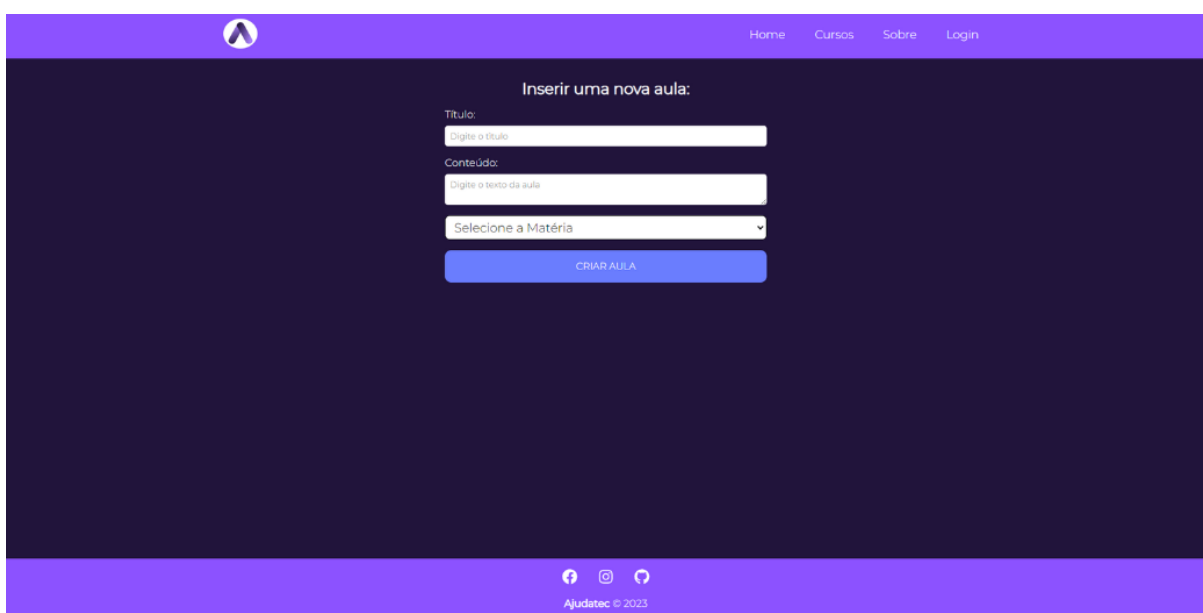 Home Cursos Sobre Login
Inserir uma nova aula:
Título:
Digite o título
Conteúdo:
Digite o texto da aula
Selecione a Matéria
CRIAR AULA
Ajudatec © 2023